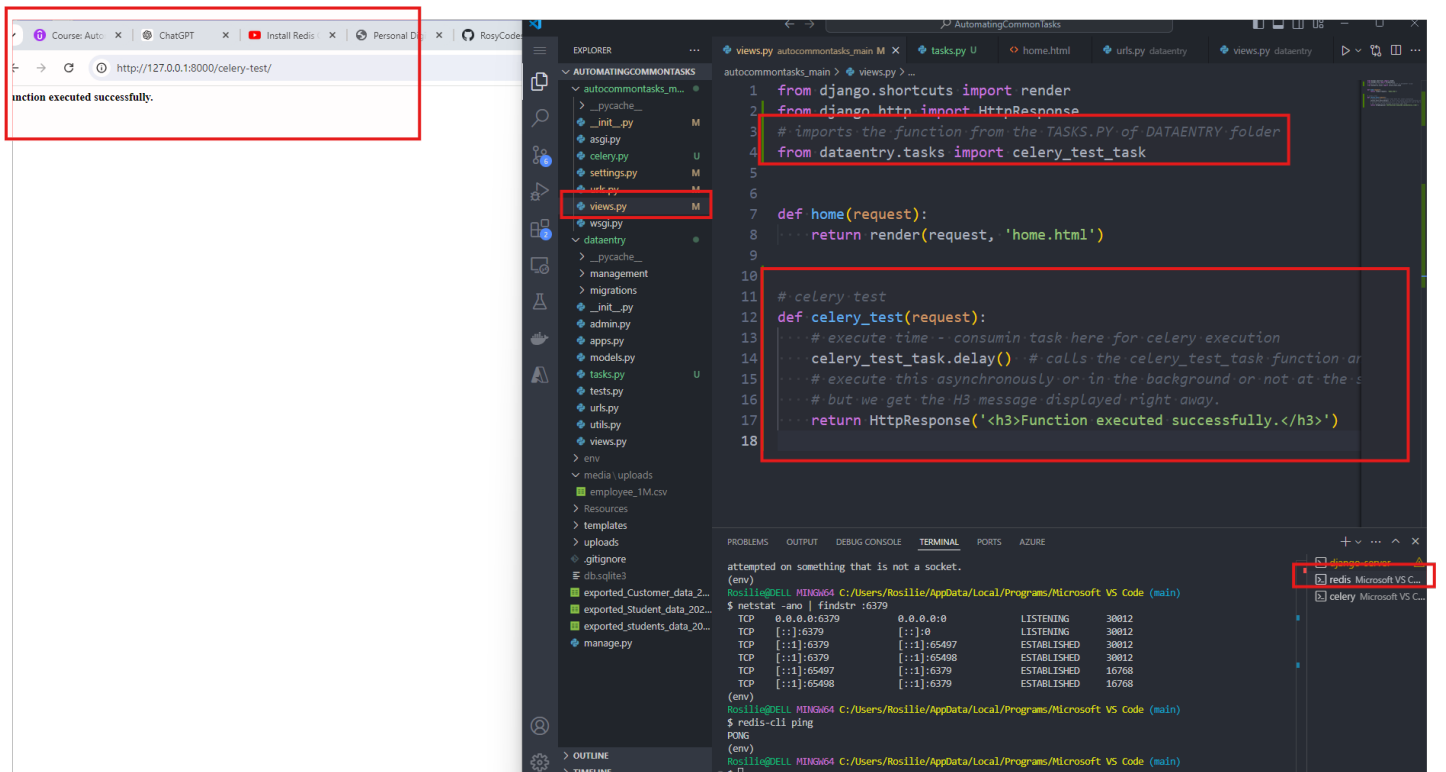 Course: Auto
ChatGPT
Install Redis
Personal Di
RosyCode
http://127.0.0.1:8000/celery-test/
nction executed successfully.
AutomatingCommonTasks
EXPLORER
AUTOMATINGCOMMONTASKS
autocommontasks_m...
__pycache__
__init__.py M
asgi.py
celery.py U
settings.py M
urls.py M
views.py M
wsgi.py
dataentry
__pycache__
management
migrations
__init__.py
admin.py
apps.py
models.py
tasks.py U
tests.py
urls.py
utils.py
views.py
env
media\uploads
employee_1M.csv
Resources
templates
uploads
.gitignore
db.sqlite3
exported_Customer_data_2...
exported_Student_data_202...
exported_students_data_20...
manage.py
OUTLINE
TIMELINE
6
2
views.py autocommontasks_main M
tasks.py U
home.html
urls.py dataentry
views.py dataentry
autocommontasks_main > views.py > ...
1 from django.shortcuts import render
2 from django.http import HttpResponse
3 # imports the function from the TASKS.PY of DATAENTRY folder
4 from dataentry.tasks import celery_test_task
5
6
7 def home(request):
8 return render(request, 'home.html')
9
10
11 # celery test
12 def celery_test(request):
13 # execute time - consumin task here for celery execution
14 celery_test_task.delay() # calls the celery_test_task function an
15 # execute this asynchronously or in the background or not at the s
16 # but we get the H3 message displayed right away.
17 return HttpResponse('<h3>Function executed successfully.</h3>')
18
PROBLEMS OUTPUT DEBUG CONSOLE TERMINAL PORTS AZURE
attempted on something that is not a socket.
(env)
Rosilie@DELL MINGW64 C:/Users/Rosilie/AppData/Local/Programs/Microsoft VS Code (main)
$ netstat -ano | findstr :6379
TCP 0.0.0.0:6379 0.0.0.0:0 LISTENING 30012
TCP [::]:6379 [::]:0 LISTENING 30012
TCP [::1]:6379 [::1]:65497 ESTABLISHED 30012
TCP [::1]:6379 [::1]:65498 ESTABLISHED 30012
TCP [::1]:65497 [::1]:6379 ESTABLISHED 16768
TCP [::1]:65498 [::1]:6379 ESTABLISHED 16768
(env)
Rosilie@DELL MINGW64 C:/Users/Rosilie/AppData/Local/Programs/Microsoft VS Code (main)
$ redis-cli ping
PONG
(env)
Rosilie@DELL MINGW64 C:/Users/Rosilie/AppData/Local/Programs/Microsoft VS Code (main)
django-server
redis Microsoft VS C...
celery Microsoft VS C...